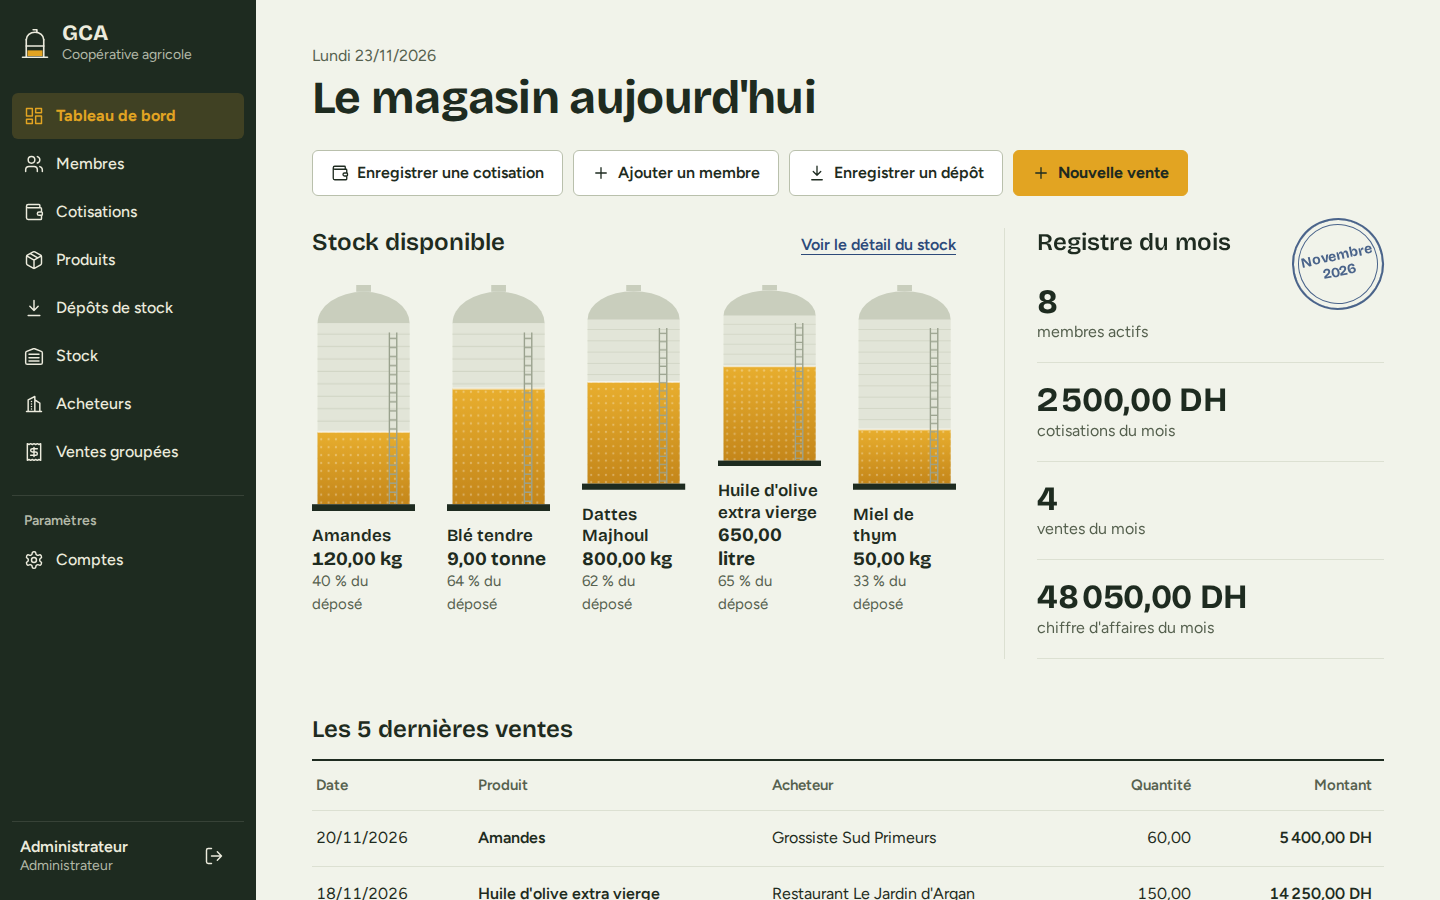 GCA
Coopérative agricole
Tableau de bord
Membres
Cotisations
Produits
Dépôts de stock
Stock
Acheteurs
Ventes groupées
Paramètres
Comptes
Administrateur
Administrateur
Lundi 23/11/2026
Le magasin aujourd'hui
Enregistrer une cotisation
Ajouter un membre
Enregistrer un dépôt
Nouvelle vente
Stock disponible
Voir le détail du stock
Amandes
120,00 kg
40 % du
déposé
Blé tendre
9,00 tonne
64 % du
déposé
Dattes
Majhoul
800,00 kg
62 % du
déposé
Huile d'olive
extra vierge
650,00
litre
65 % du
déposé
Miel de
thym
50,00 kg
33 % du
déposé
Registre du mois
Novembre
2026
8
membres actifs
2 500,00 DH
cotisations du mois
4
ventes du mois
48 050,00 DH
chiffre d'affaires du mois
Les 5 dernières ventes
Date Produit Acheteur Quantité Montant
20/11/2026 Amandes Grossiste Sud Primeurs 60,00 5 400,00 DH
18/11/2026 Huile d'olive extra vierge Restaurant Le Jardin d'Argan 150,00 14 250,00 DH